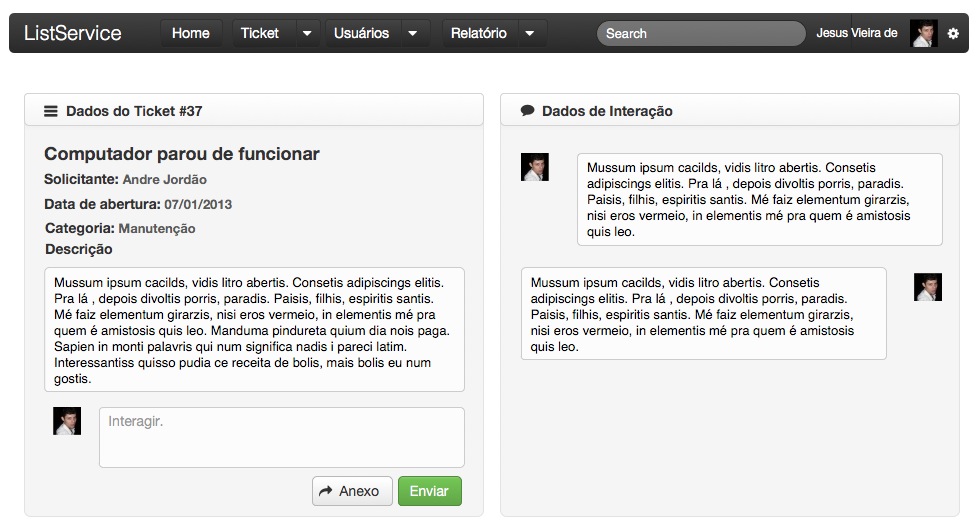 ListService Home Ticket Usuários Relatório Search Jesus Vieira de
Dados do Ticket #37
Computador parou de funcionar
Solicitante: Andre Jordão
Data de abertura: 07/01/2013
Categoria: Manutenção
Descrição
Mussum ipsum cacilds, vidis litro abertis. Consetis adipiscings elitis.
Pra lá , depois divoltis porris, paradis. Paisis, filhis, espiritis santis.
Mé faiz elementum girarzis, nisi eros vermeio, in elementis mé pra
quem é amistosis quis leo. Manduma pindureta quium dia nois paga.
Sapien in monti palavris qui num significa nadis i pareci latim.
Interessantiss quisso pudia ce receita de bolis, mais bolis eu num
gostis.
Interagir.
Anexo Enviar
Dados de Interação
Mussum ipsum cacilds, vidis litro abertis. Consetis
adipiscings elitis. Pra lá , depois divoltis porris, paradis.
Paisis, filhis, espiritis santis. Mé faiz elementum girarzis,
nisi eros vermeio, in elementis mé pra quem é amistosis
quis leo.
Mussum ipsum cacilds, vidis litro abertis. Consetis
adipiscings elitis. Pra lá , depois divoltis porris, paradis.
Paisis, filhis, espiritis santis. Mé faiz elementum girarzis,
nisi eros vermeio, in elementis mé pra quem é amistosis
quis leo.